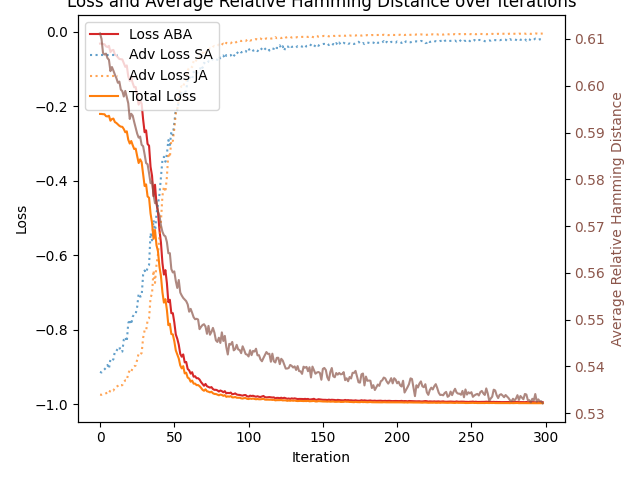 Loss and Average Relative Hamming Distance over Iterations
Loss ABA
Adv Loss SA
Adv Loss JA
Total Loss
0.0
−0.2
−0.4
−0.6
−0.8
−1.0
Loss
0
50
100
150
200
250
300
Iteration
0.61
0.60
0.59
0.58
0.57
0.56
0.55
0.54
0.53
Average Relative Hamming Distance